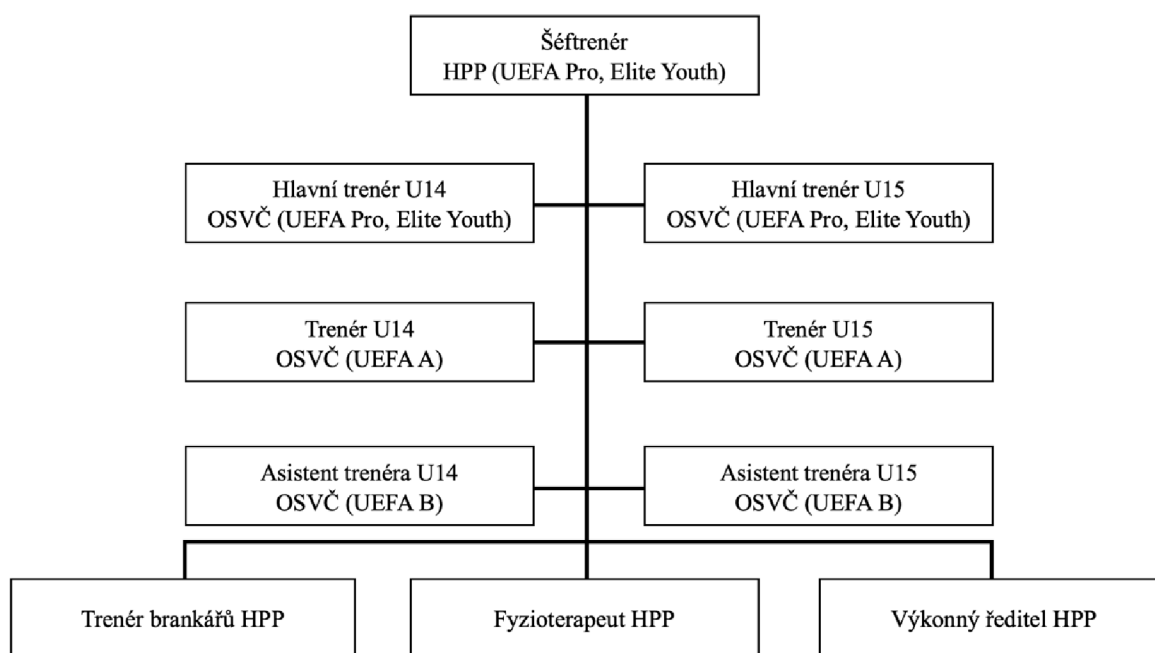 Šéftrenér
HPP (UEFA Pro, Elite Youth)
Hlavní trenér U14
OSVČ (UEFA Pro, Elite Youth)
Hlavní trenér U15
OSVČ (UEFA Pro, Elite Youth)
Trenér U14
OSVČ (UEFA A)
Trenér U15
OSVČ (UEFA A)
Asistent trenéra U14
OSVČ (UEFA B)
Asistent trenéra U15
OSVČ (UEFA B)
Trenér brankářů HPP
Fyzioterapeut HPP
Výkonný ředitel HPP